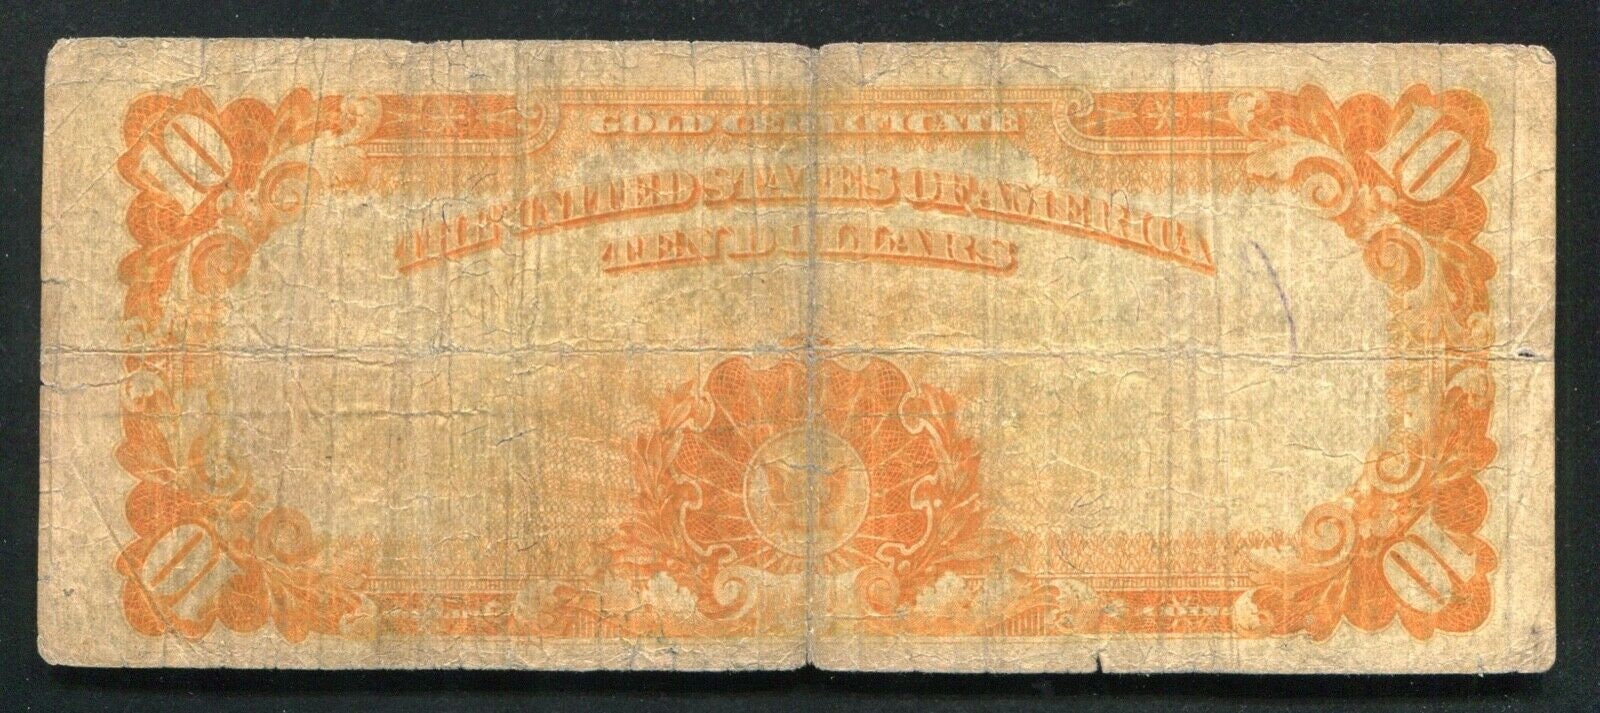 10 10
GOLD CERTIFICATE
THE UNITED STATES OF AMERICA
TEN DOLLARS
10 10